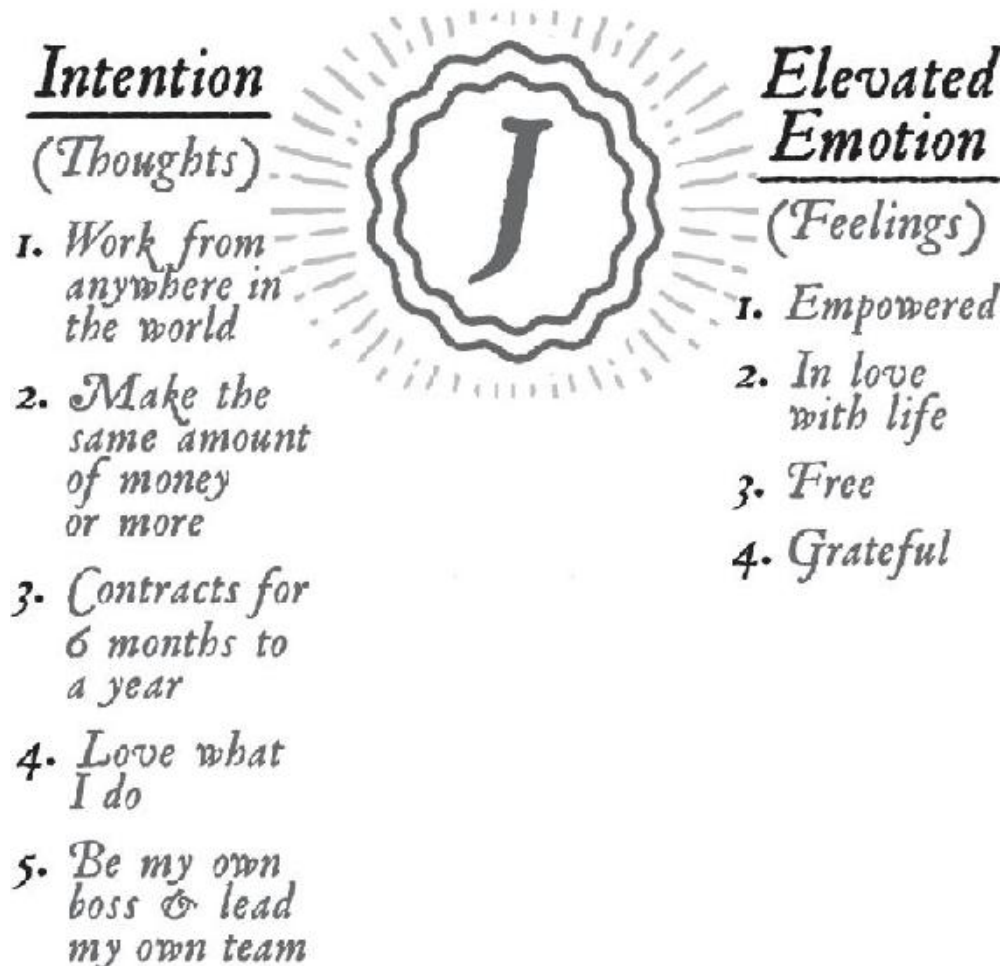 Intention
(Thoughts)
1. Work from
anywhere in
the world
2. Make the
same amount
of money
or more
3. Contracts for
6 months to
a year
4. Love what
I do
5. Be my own
boss & lead
my own team
J
Elevated
Emotion
(Feelings)
1. Empowered
2. In love
with life
3. Free
4. Grateful